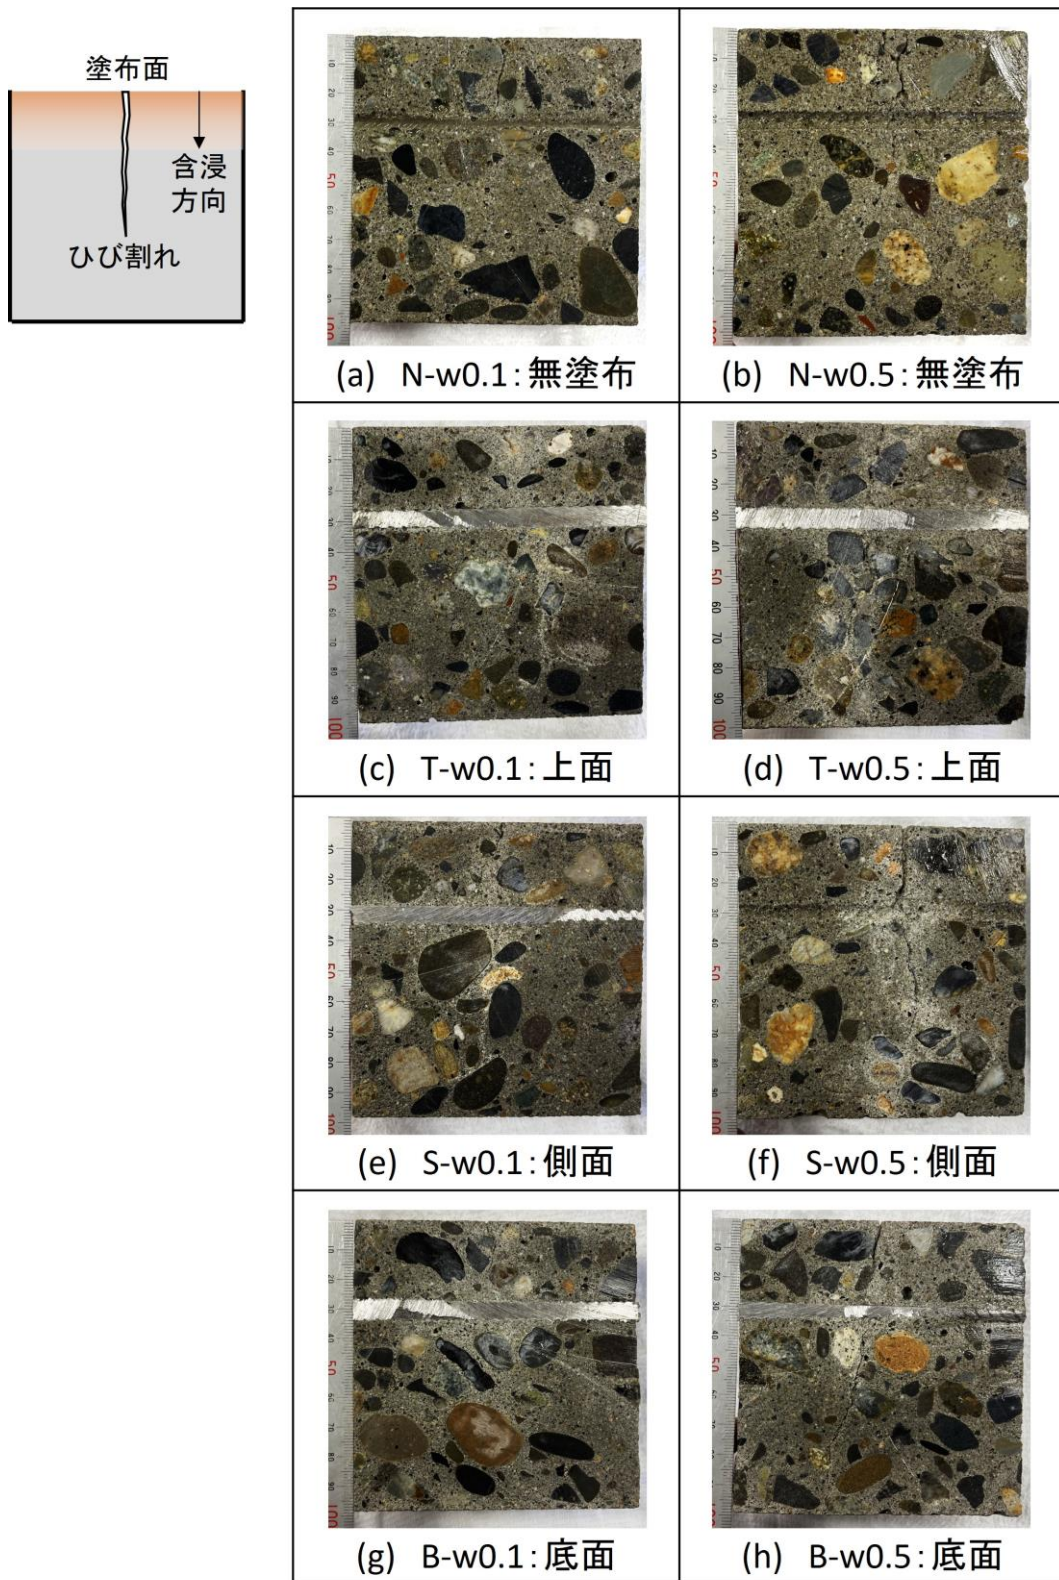 塗布面
含浸
方向
ひび割れ
(a) N-w0.1：無塗布
(b) N-w0.5：無塗布
(c) T-w0.1：上面
(d) T-w0.5：上面
(e) S-w0.1：側面
(f) S-w0.5：側面
(g) B-w0.1：底面
(h) B-w0.5：底面